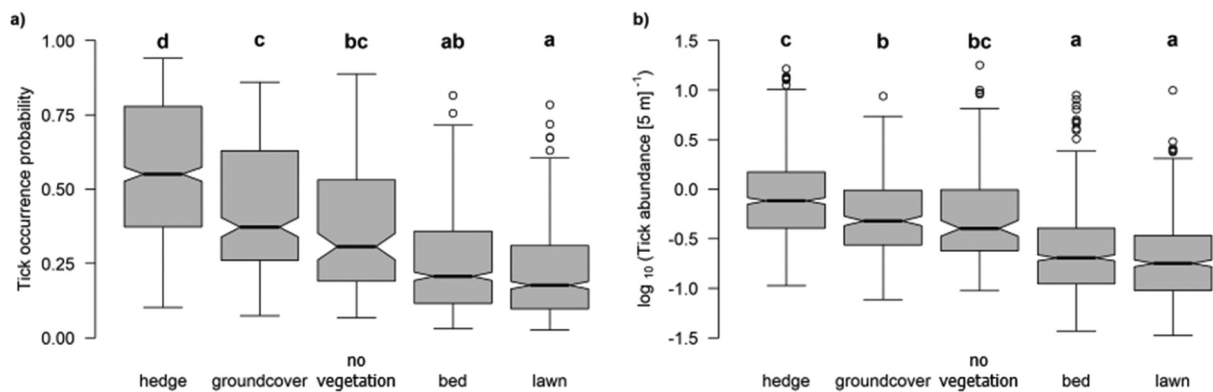 a)
Tick occurrence probability
1.00
0.75
0.50
0.25
0.00
d c bc ab a
hedge groundcover no vegetation bed lawn
b)
log 10 (Tick abundance [5 m] -1)
1.5
1.0
0.5
0.0
-0.5
-1.0
-1.5
c b bc a a
hedge groundcover no vegetation bed lawn